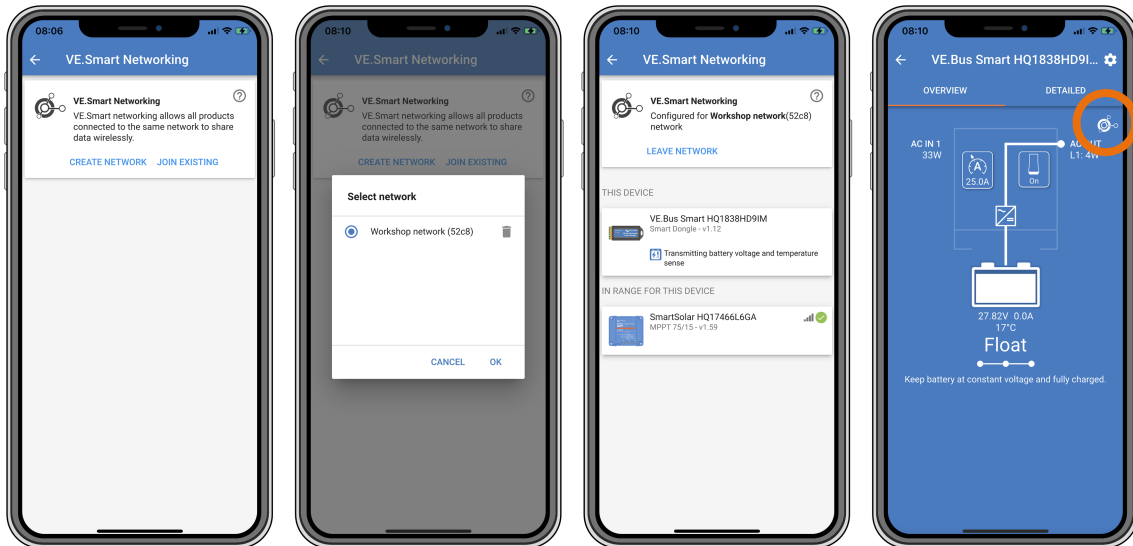 08:06
VE.Smart Networking
VE.Smart Networking
VE.Smart networking allows all products
connected to the same network to share
data wirelessly.
CREATE NETWORK JOIN EXISTING
08:10
VE.Smart Networking
VE.Smart Networking
VE.Smart networking allows all products
connected to the same network to share
data wirelessly.
CREATE NETWORK JOIN EXISTING
Select network
Workshop network (52c8)
CANCEL OK
08:10
VE.Smart Networking
VE.Smart Networking
Configured for Workshop network(52c8)
network
LEAVE NETWORK
THIS DEVICE
VE.Bus Smart HQ1838HD9IM
Smart Dongle - v1.12
Transmitting battery voltage and temperature
sense
IN RANGE FOR THIS DEVICE
SmartSolar HQ17466L6GA
MPPT 75/15 - v1.59
08:10
VE.Bus Smart HQ1838HD9I...
OVERVIEW DETAILED
AC IN 1
33W
A
25.0A
On
L1: 4W
27.82V 0.0A
17°C
Float
Keep battery at constant voltage and fully charged.